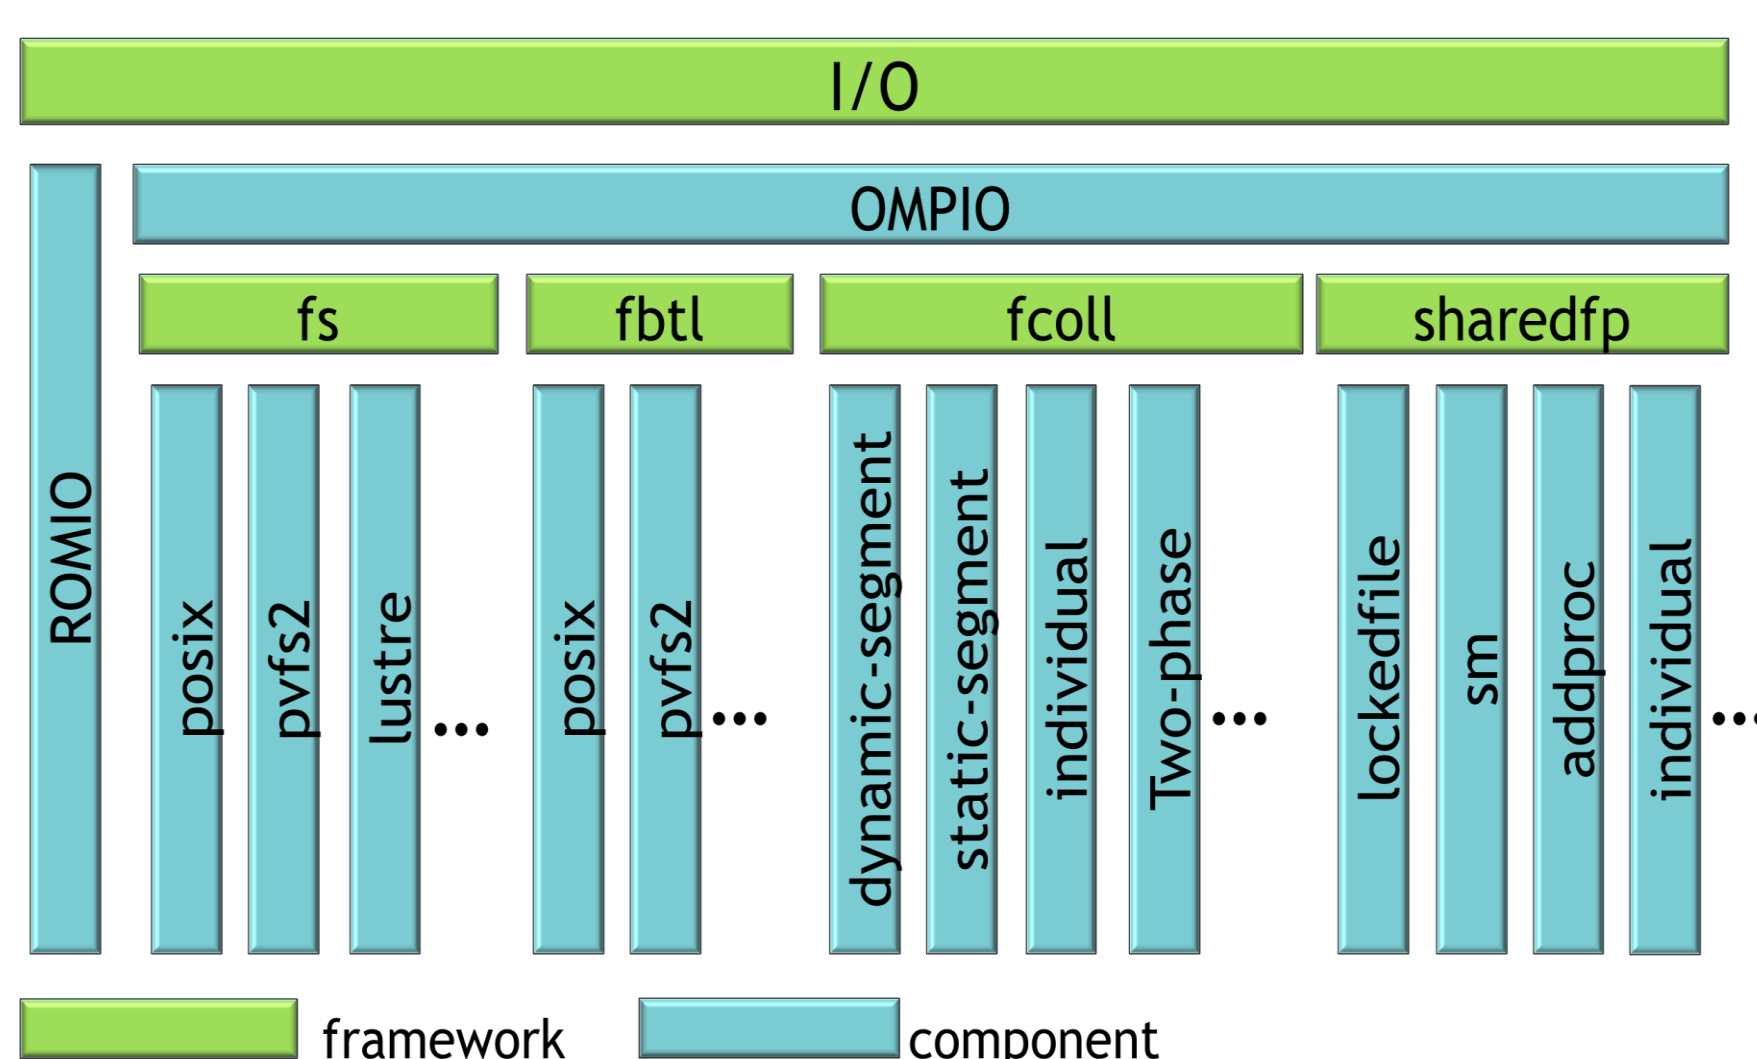 I/O
OMPIO
ROMIO
fs
fbtl
fcoll
sharedfp
posix
pvfs2
lustre
...
posix
pvfs2
...
dynamic-segment
static-segment
individual
Two-phase
...
lockedfile
sm
addproc
individual
...
framework
component